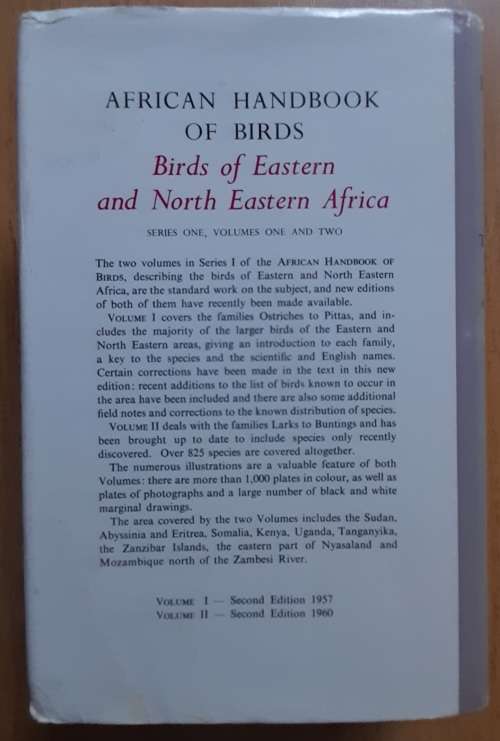 AFRICAN HANDBOOK
OF BIRDS
Birds of Eastern
and North Eastern Africa
SERIES ONE, VOLUMES ONE AND TWO
The two volumes in Series I of the AFRICAN HANDBOOK OF
BIRDS, describing the birds of Eastern and North Eastern
Africa, are the standard work on the subject, and new editions
of both of them have recently been made available.
VOLUME I covers the families Ostriches to Pittas, and in-
cludes the majority of the larger birds of the Eastern and
North Eastern areas, giving an introduction to each family,
a key to the species and the scientific and English names.
Certain corrections have been made in the text in this new
edition: recent additions to the list of birds known to occur in
the area have been included and there are also some additional
field notes and corrections to the known distribution of species.
VOLUME II deals with the families Larks to Buntings and has
been brought up to date to include species only recently
discovered. Over 825 species are covered altogether.
The numerous illustrations are a valuable feature of both
Volumes: there are more than 1,000 plates in colour, as well as
plates of photographs and a large number of black and white
marginal drawings.
The area covered by the two Volumes includes the Sudan,
Abyssinia and Eritrea, Somalia, Kenya, Uganda, Tanganyika,
the Zanzibar Islands, the eastern part of Nyasaland and
Mozambique north of the Zambesi River.
VOLUME I — Second Edition 1957
VOLUME II — Second Edition 1960